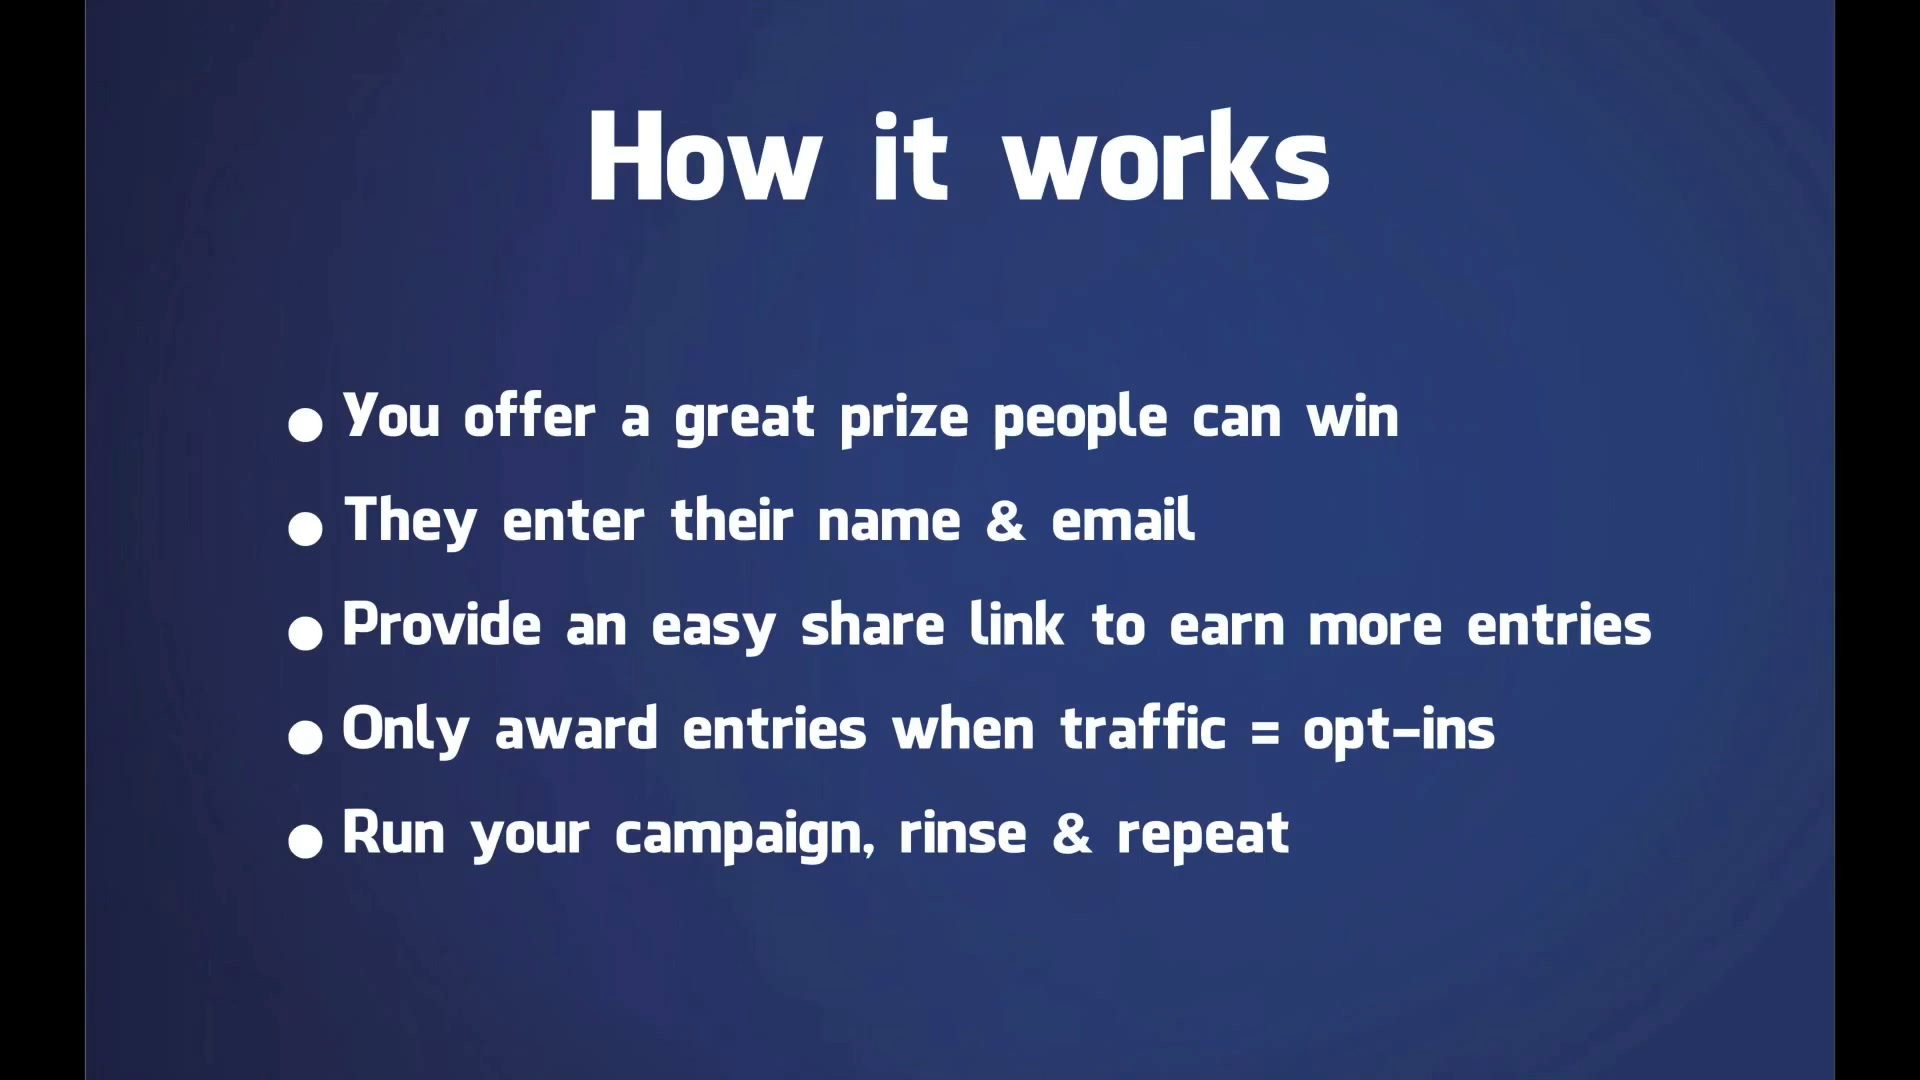 How it works
● You offer a great prize people can win
● They enter their name & email
● Provide an easy share link to earn more entries
● Only award entries when traffic = opt-ins
● Run your campaign, rinse & repeat